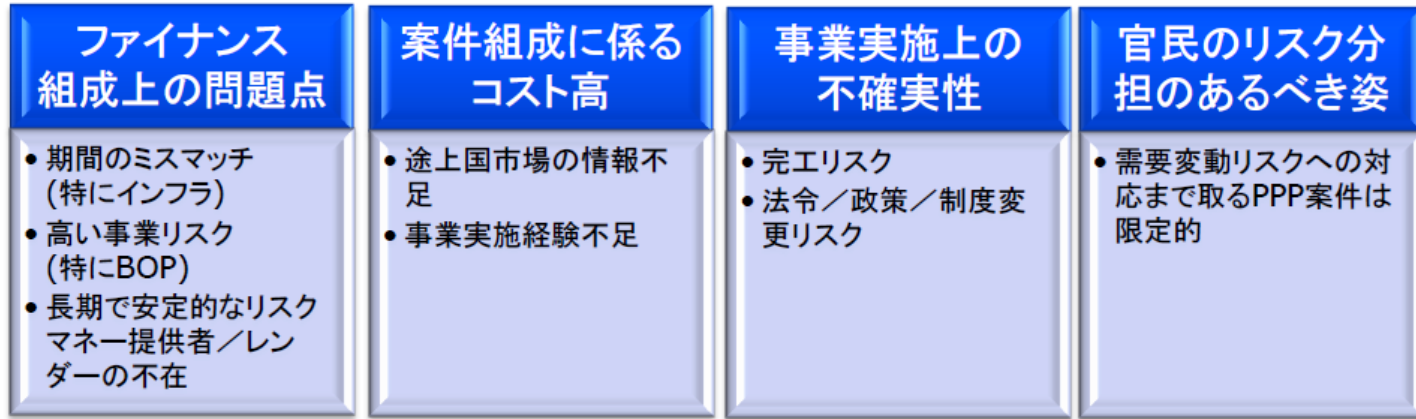 ファイナンス
組成上の問題点
• 期間のミスマッチ
(特にインフラ)
• 高い事業リスク
(特にBOP)
• 長期で安定的なリスク
マネー提供者／レン
ダーの不在
案件組成に係る
コスト高
• 途上国市場の情報不
足
• 事業実施経験不足
事業実施上の
不確実性
• 完工リスク
• 法令／政策／制度変
更リスク
官民のリスク分
担のあるべき姿
• 需要変動リスクへの対
応まで取るPPP案件は
限定的